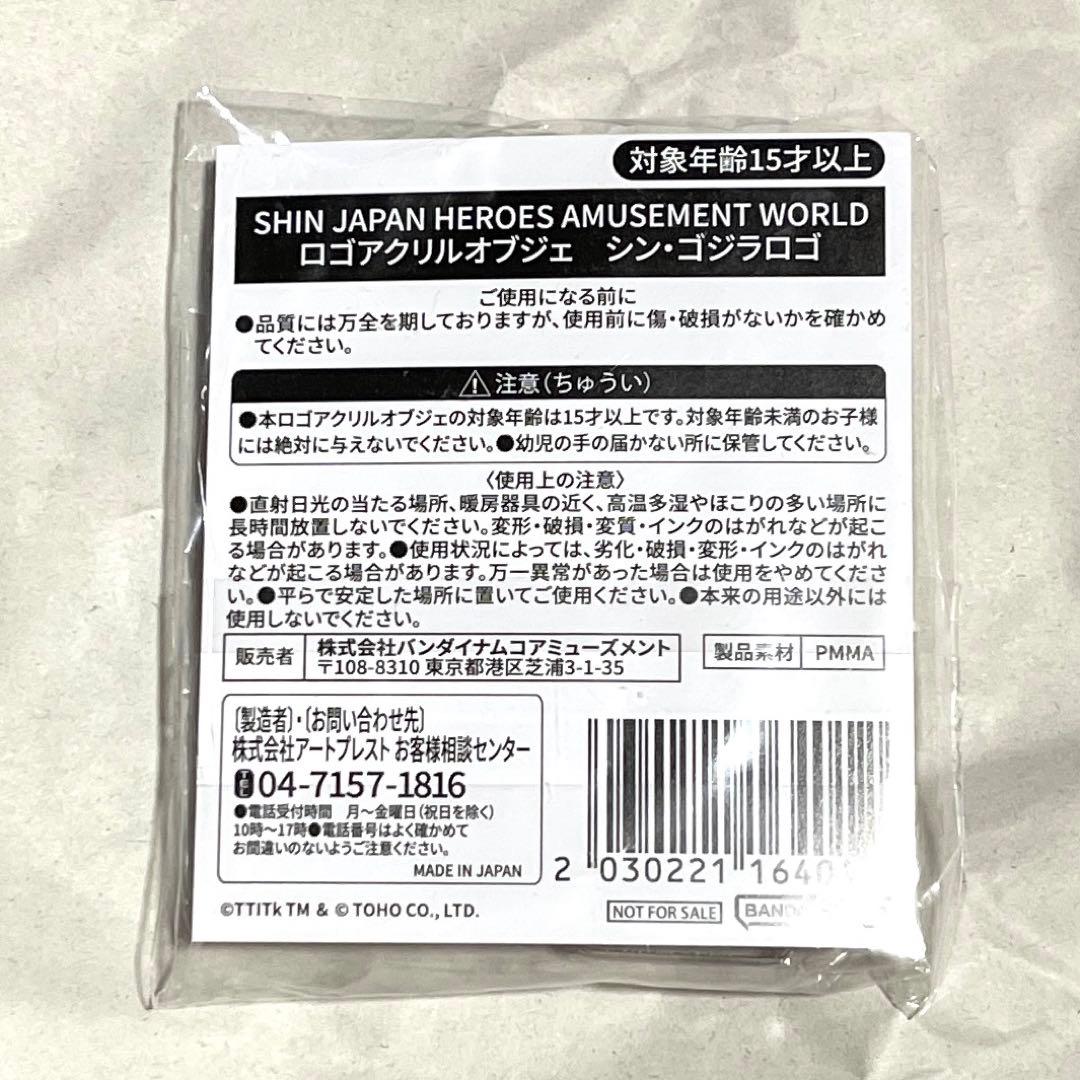 対象年齢15才以上
SHIN JAPAN HEROES AMUSEMENT WORLD
ロゴアクリルオブジェ　シン・ゴジラロゴ
ご使用になる前に
●品質には万全を期しておりますが、使用前に傷・破損がないかを確かめ
てください。
⚠注意(ちゅうい)
●本ロゴアクリルオブジェの対象年齢は15才以上です。対象年齢未満のお子様
には絶対に与えないでください。●幼児の手の届かない所に保管してください。
〈使用上の注意〉
●直射日光の当たる場所、暖房器具の近く、高温多湿やほこりの多い場所に
長時間放置しないでください。変形・破損・変質・インクのはがれなどが起こ
る場合があります。●使用状況によっては、劣化・破損・変形・インクのはがれ
などが起こる場合があります。万一異常があった場合は使用をやめてくださ
い。●平らで安定した場所に置いてご使用ください。●本来の用途以外には
使用しないでください。
販売者
株式会社バンダイナムコアミューズメント
〒108-8310 東京都港区芝浦3-1-35
製品素材 PMMA
〔製造者〕・〔お問い合わせ先〕
株式会社アートプレスト お客様相談センター
TEL 04-7157-1816
●電話受付時間　月〜金曜日(祝日を除く)
10時〜17時●電話番号はよく確かめて
お間違いのないようご注意ください。
MADE IN JAPAN
2 030221 1640
©TTITk TM & © TOHO CO., LTD.
NOT FOR SALE